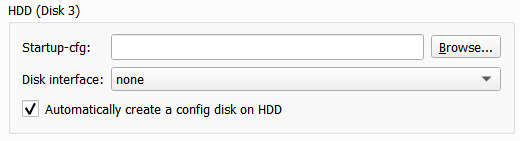 HDD (Disk 3)
Startup-cfg: Browse...
Disk interface: none
Automatically create a config disk on HDD